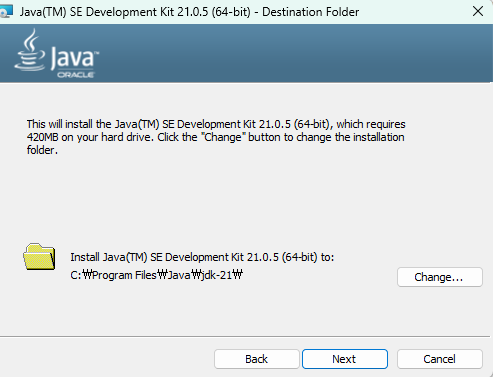 Java(TM) SE Development Kit 21.0.5 (64-bit) - Destination Folder
Java™
ORACLE
This will install the Java(TM) SE Development Kit 21.0.5 (64-bit), which requires
420MB on your hard drive. Click the "Change" button to change the installation
folder.
Install Java(TM) SE Development Kit 21.0.5 (64-bit) to:
C:₩Program Files₩Java₩jdk-21₩
Change...
Back
Next
Cancel